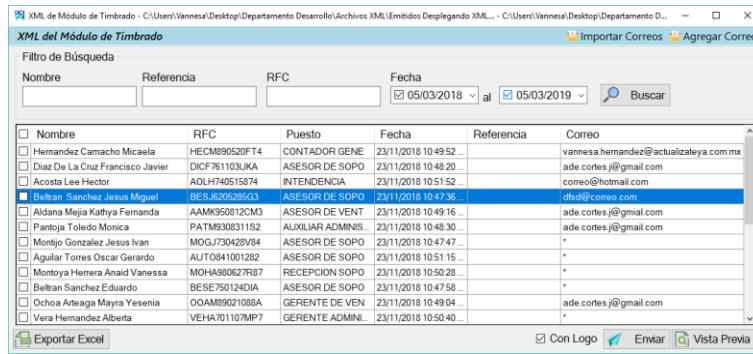 XML de Módulo de Timbrado - C:\Users\Vannesa\Desktop\Departamento Desarrollo\Archivos XML\Emitidos Desplegando XML... - C:\Users\Vannesa\Desktop\Departamento D...
XML del Módulo de Timbrado Importar Correos Agregar Correo
Filtro de Búsqueda
Nombre Referencia RFC Fecha
05/03/2018 al 05/03/2019 Buscar
Nombre RFC Puesto Fecha Referencia Correo
Hernandez Camacho Micaela HECM890520FT4 CONTADOR GENE 23/11/2018 10:49:52 ... vannesa.hernandez@actualizateya.com.mx
Diaz De La Cruz Francisco Javier DICF761103UKA ASESOR DE SOPO 23/11/2018 10:48:20 ... ade.cortes.j@gmail.com
Acosta Lee Hector AOLH740515874 INTENDENCIA 23/11/2018 10:51:52 ... correo@hotmail.com
Beltran Sanchez Jesus Miguel BESJ6205285G3 ASESOR DE SOPO 23/11/2018 10:47:36 ... dfsd@correo.com
Aldana Mejia Kathya Fernanda AAMK950812CM3 ASESOR DE VENT 23/11/2018 10:49:16 ... ade.cortes.j@gmial.com
Pantoja Toledo Monica PATM9308311S2 AUXILIAR ADMINIS... 23/11/2018 10:48:30 ... ade.cortes.j@gmail.com
Montijo Gonzalez Jesus Ivan MOGJ730428V84 ASESOR DE SOPO 23/11/2018 10:47:47 ... *
Aguilar Torres Oscar Gerardo AUTO841001282 ASESOR DE SOPO 23/11/2018 10:51:15 ... *
Montoya Herrera Anaid Vanessa MOHA980627R87 RECEPCION SOPO 23/11/2018 10:50:28 ... *
Beltran Sanchez Eduardo BESE750124DIA ASESOR DE SOPO 23/11/2018 10:47:58 ... *
Ochoa Arteaga Mayra Yesenia OOAM89021088A GERENTE DE VEN 23/11/2018 10:49:04 ... ade.cortes.j@gmail.com
Vera Hernandez Alberta VEHA701107MP7 GERENTE ADMINI... 23/11/2018 10:50:40 ... *
Exportar Excel Con Logo Enviar Vista Previa